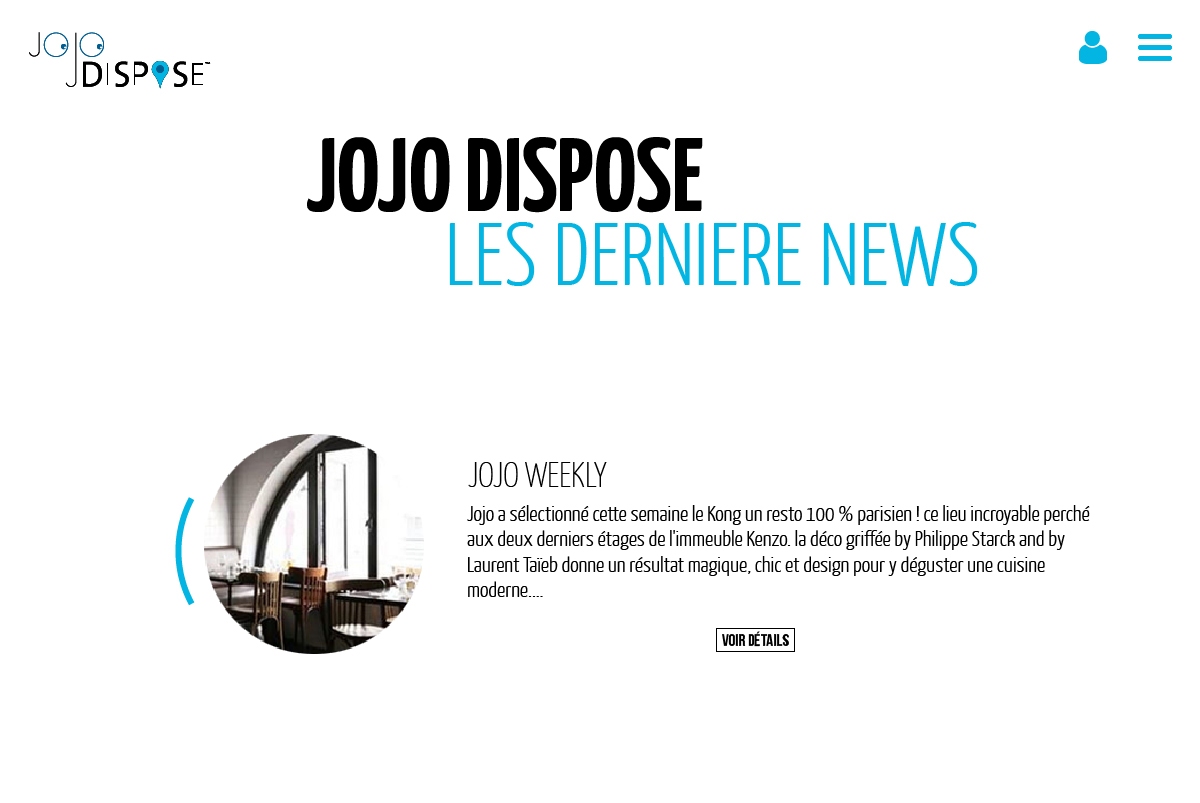 JOJO
DISPOSE™
JOJO DISPOSE
LES DERNIERE NEWS
JOJO WEEKLY
Jojo a sélectionné cette semaine le Kong un resto 100 % parisien ! ce lieu incroyable perché
aux deux derniers étages de l'immeuble Kenzo. la déco griffée by Philippe Starck and by
Laurent Taïeb donne un résultat magique, chic et design pour y déguster une cuisine
moderne....
VOIR DÉTAILS